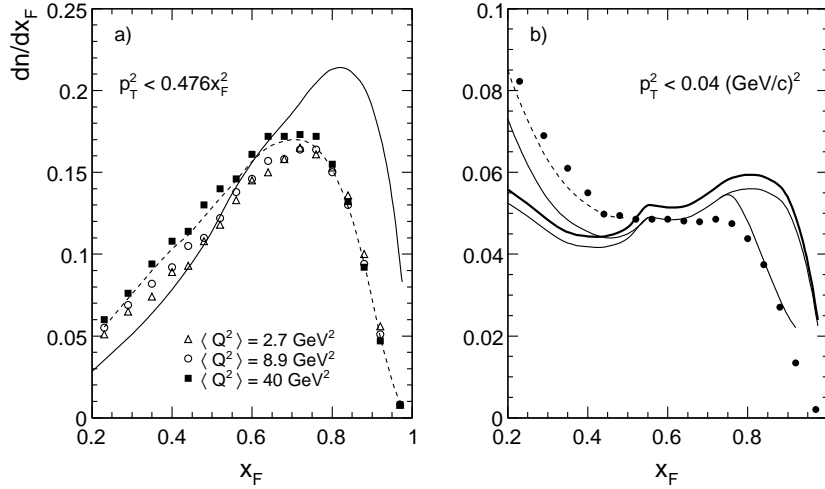 dn/dx_F
0.25
0.2
0.15
0.1
0.05
0
a)
p_T^2 < 0.476x_F^2
⟨ Q^2 ⟩ = 2.7 GeV^2
⟨ Q^2 ⟩ = 8.9 GeV^2
⟨ Q^2 ⟩ = 40 GeV^2
0.2 0.4 0.6 0.8 1
x_F
0.1
0.08
0.06
0.04
0.02
0
b)
p_T^2 < 0.04 (GeV/c)^2
0.2 0.4 0.6 0.8
x_F